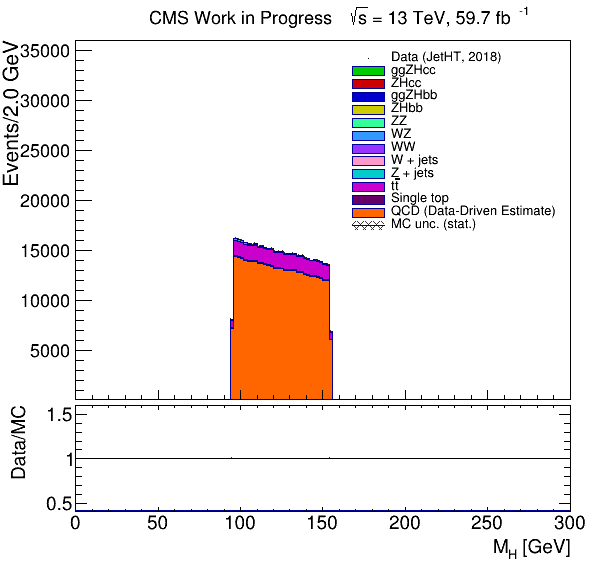 CMS Work in Progress √s = 13 TeV, 59.7 fb⁻¹
Events/2.0 GeV
35000
30000
25000
20000
15000
10000
5000
Data (JetHT, 2018)
ggZHcc
ZHcc
ggZHbb
ZHbb
ZZ
WZ
WW
W + jets
Z + jets
tt̅
Single top
QCD (Data-Driven Estimate)
MC unc. (stat.)
Data/MC
1.5
1
0.5
0 50 100 150 200 250 300
M_H [GeV]